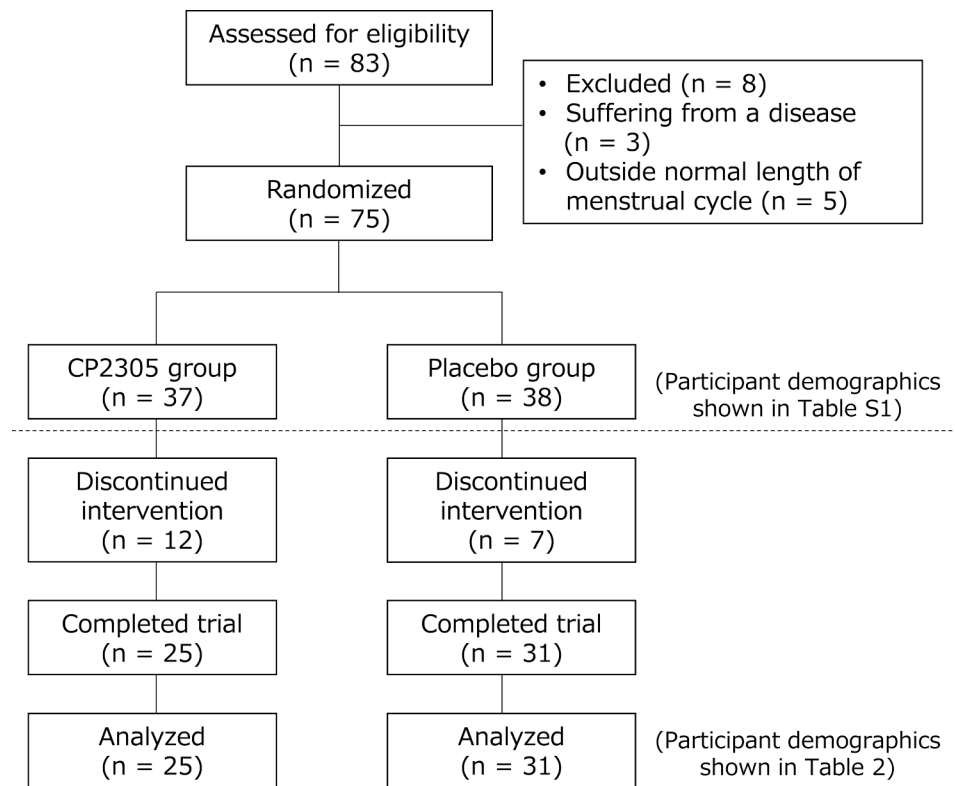 Assessed for eligibility
(n = 83)
• Excluded (n = 8)
• Suffering from a disease
(n = 3)
• Outside normal length of
menstrual cycle (n = 5)
Randomized
(n = 75)
CP2305 group
(n = 37)
Placebo group
(n = 38)
(Participant demographics
shown in Table S1)
Discontinued
intervention
(n = 12)
Discontinued
intervention
(n = 7)
Completed trial
(n = 25)
Completed trial
(n = 31)
Analyzed
(n = 25)
Analyzed
(n = 31)
(Participant demographics
shown in Table 2)